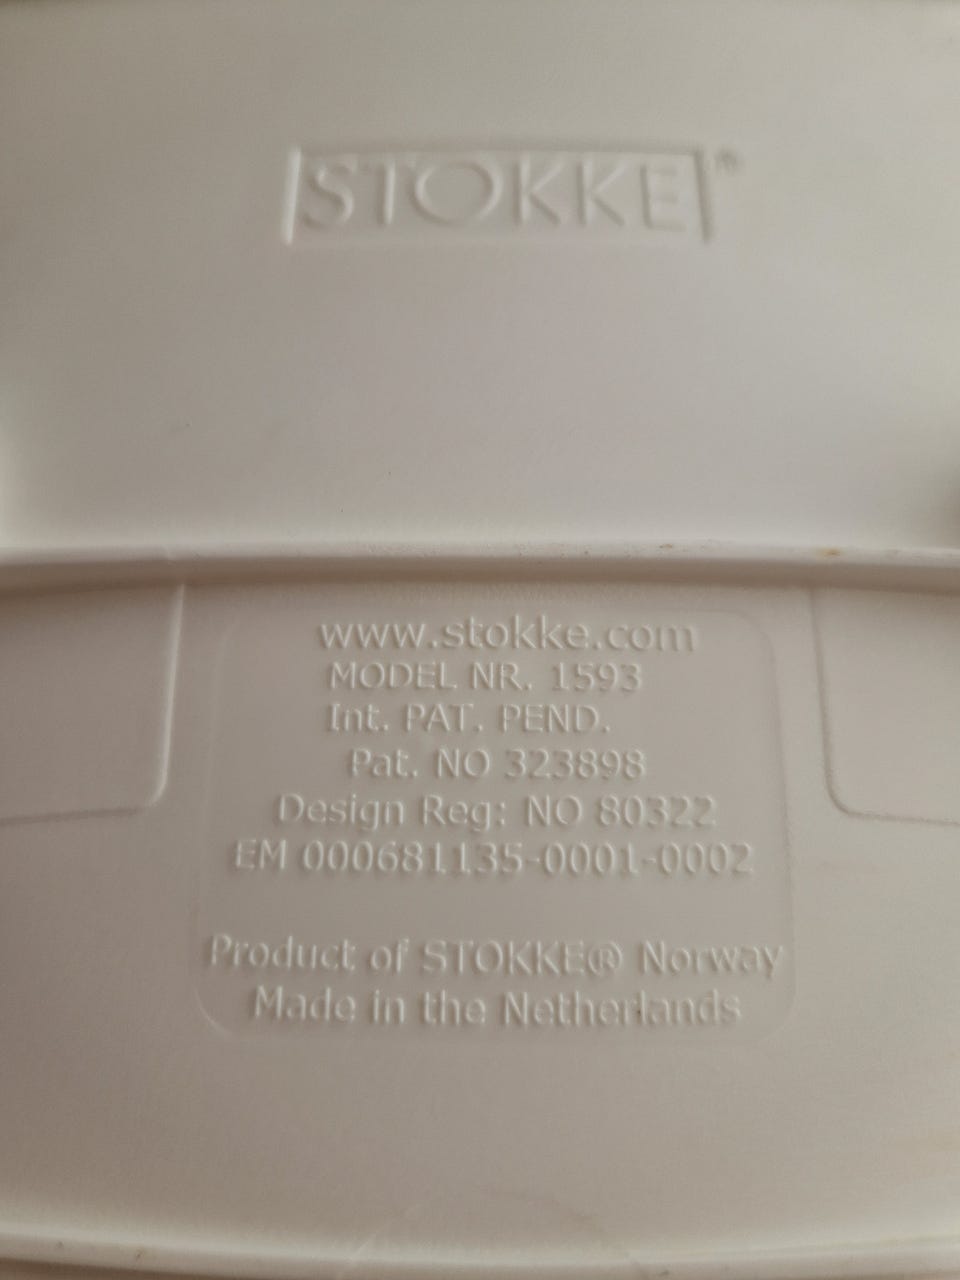 STOKKE®
www.stokke.com
MODEL NR. 1593
Int. PAT. PEND.
Pat. NO 323898
Design Reg: NO 80322
EM 000681135-0001-0002
Product of STOKKE® Norway
Made in the Netherlands